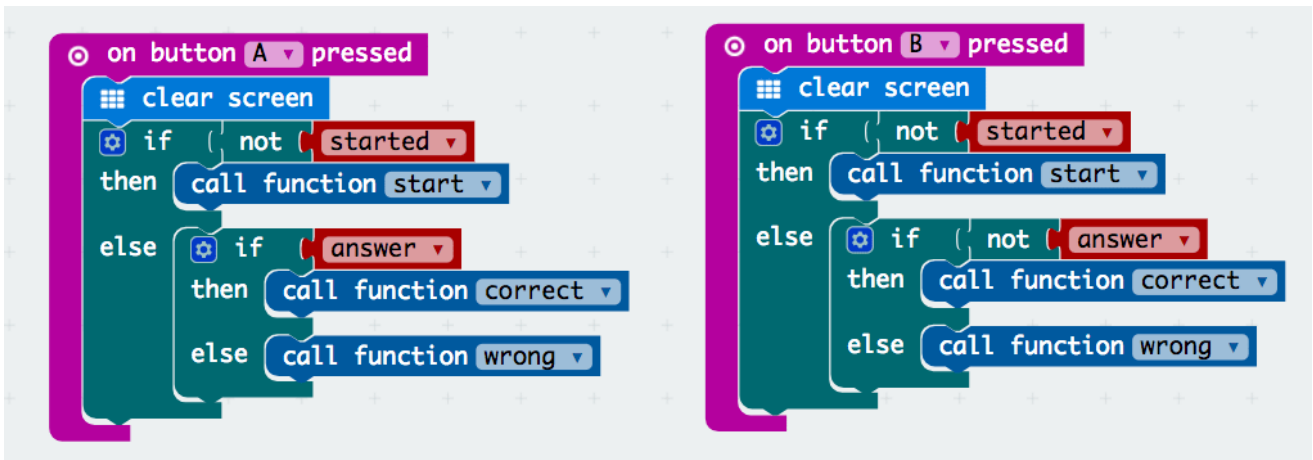 on button A pressed
clear screen
if not started
then call function start
else if answer
then call function correct
else call function wrong
on button B pressed
clear screen
if not started
then call function start
else if not answer
then call function correct
else call function wrong